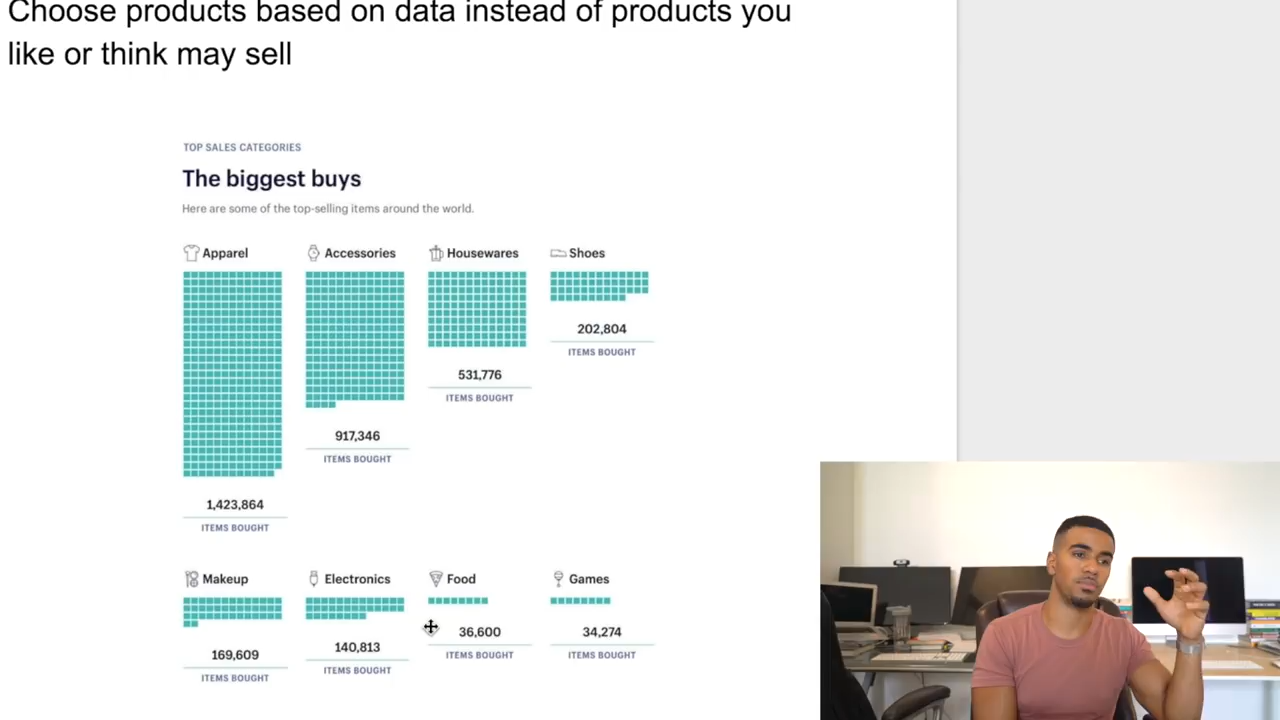 Choose products based on data instead of products you
like or think may sell
TOP SALES CATEGORIES
The biggest buys
Here are some of the top-selling items around the world.
Apparel
Accessories
Housewares
Shoes
202,804
ITEMS BOUGHT
531,776
ITEMS BOUGHT
917,346
ITEMS BOUGHT
1,423,864
ITEMS BOUGHT
Makeup
Electronics
Food
Games
36,600
34,274
140,813
169,609
ITEMS BOUGHT
ITEMS BOUGHT
ITEMS BOUGHT
ITEMS BOUGHT